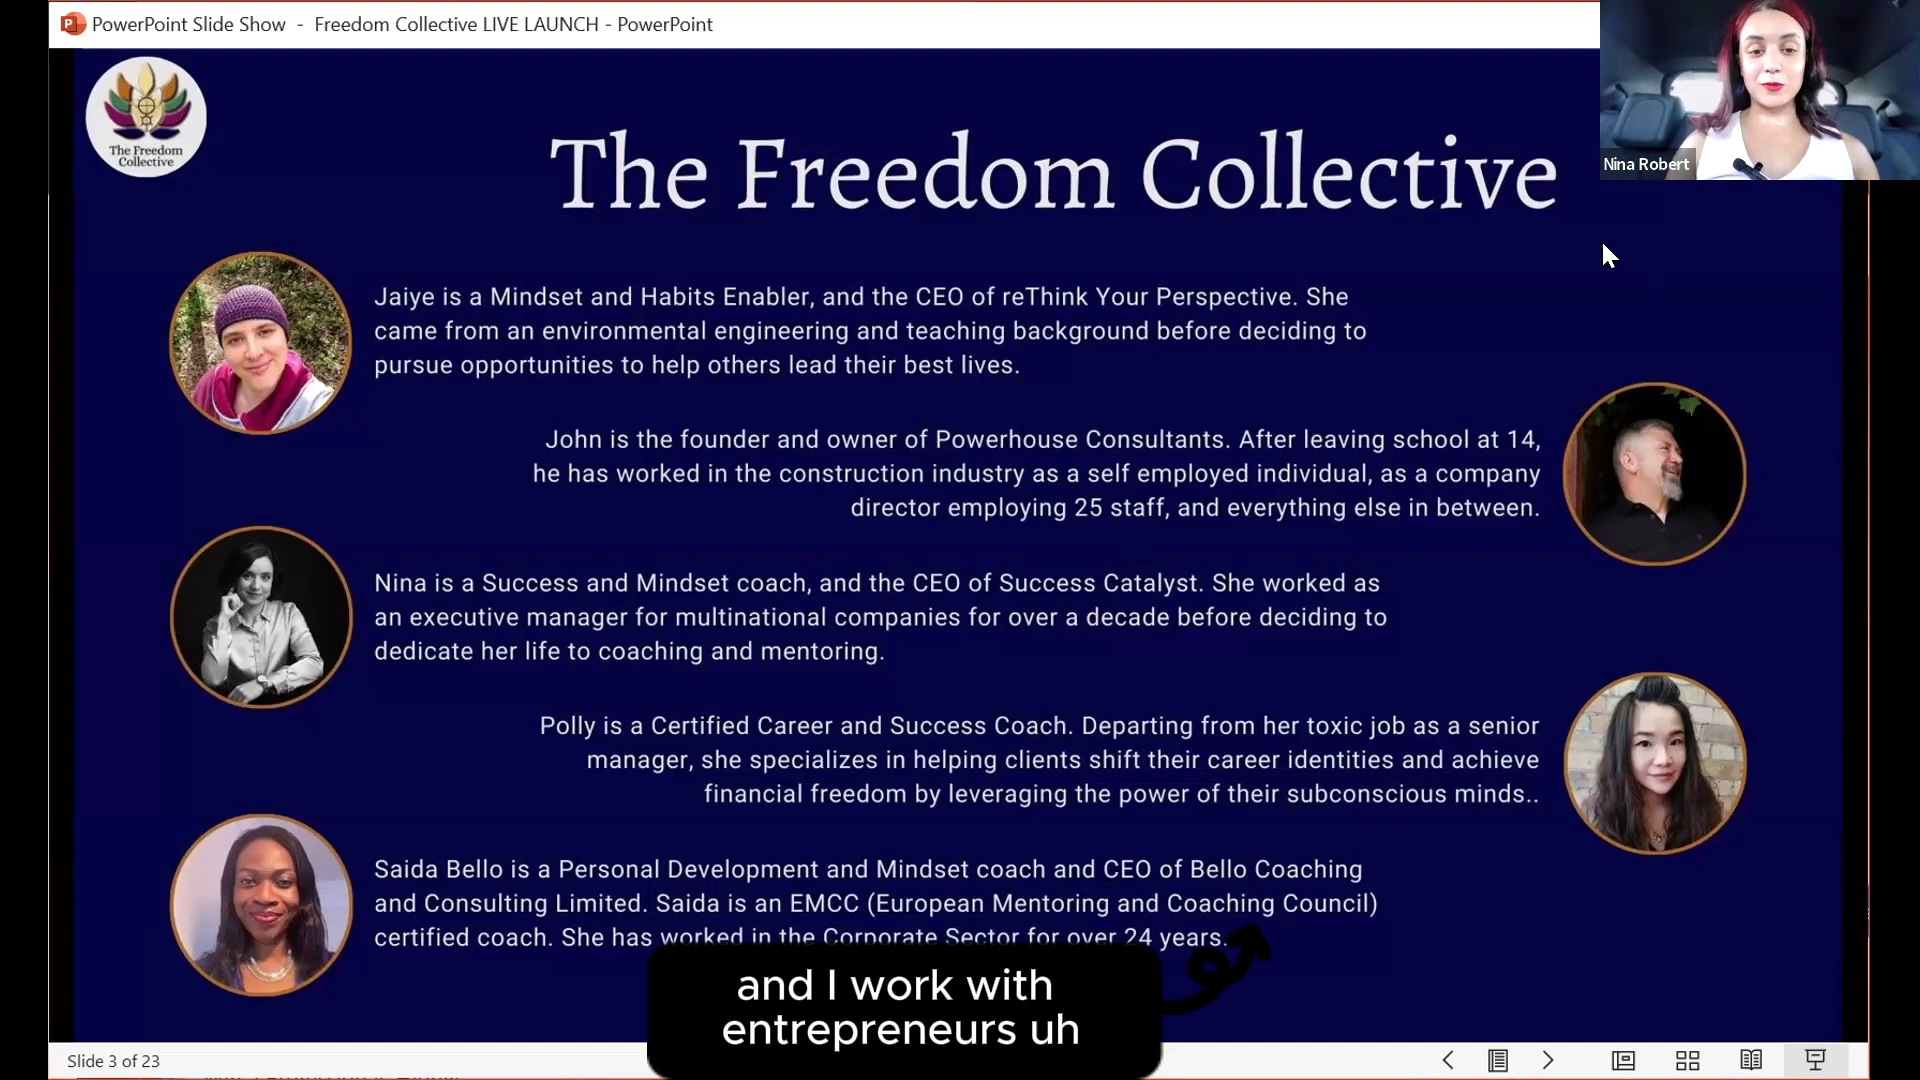 PowerPoint Slide Show - Freedom Collective LIVE LAUNCH - PowerPoint
The Freedom
Collective
The Freedom Collective
Nina Robert
Jaiye is a Mindset and Habits Enabler, and the CEO of reThink Your Perspective. She
came from an environmental engineering and teaching background before deciding to
pursue opportunities to help others lead their best lives.
John is the founder and owner of Powerhouse Consultants. After leaving school at 14,
he has worked in the construction industry as a self employed individual, as a company
director employing 25 staff, and everything else in between.
Nina is a Success and Mindset coach, and the CEO of Success Catalyst. She worked as
an executive manager for multinational companies for over a decade before deciding to
dedicate her life to coaching and mentoring.
Polly is a Certified Career and Success Coach. Departing from her toxic job as a senior
manager, she specializes in helping clients shift their career identities and achieve
financial freedom by leveraging the power of their subconscious minds..
Saida Bello is a Personal Development and Mindset coach and CEO of Bello Coaching
and Consulting Limited. Saida is an EMCC (European Mentoring and Coaching Council)
certified coach. She has worked in the Corporate Sector for over 24 years.
and I work with
entrepreneurs uh
Slide 3 of 23